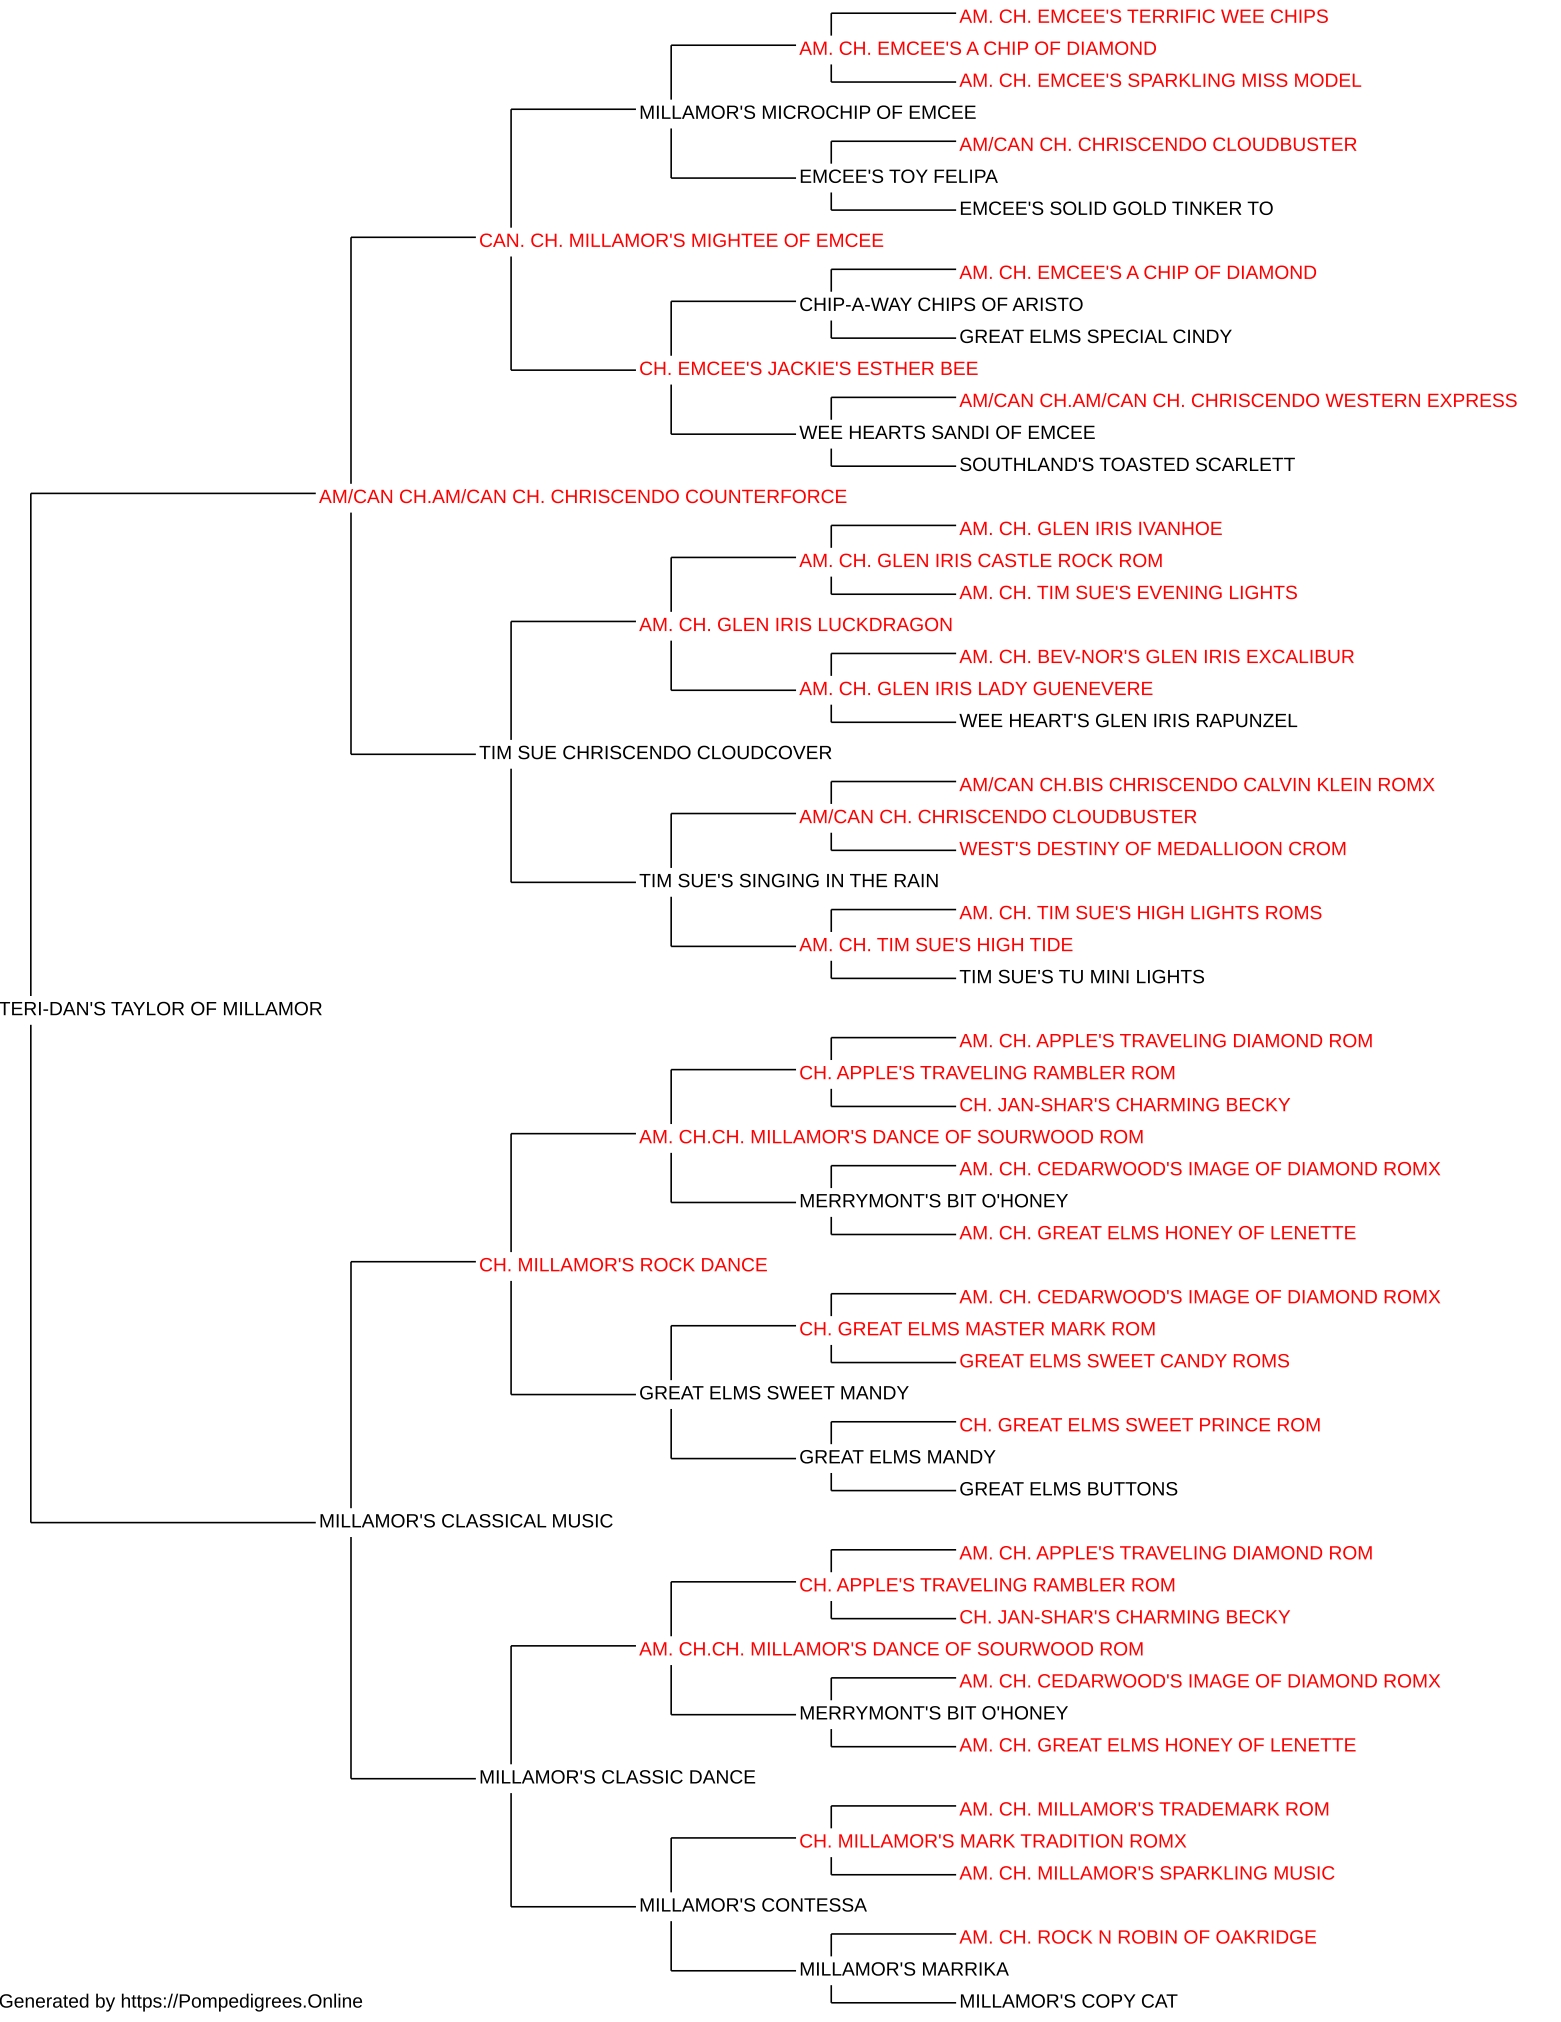 AM. CH. EMCEE'S TERRIFIC WEE CHIPS
AM. CH. EMCEE'S A CHIP OF DIAMOND
AM. CH. EMCEE'S SPARKLING MISS MODEL
MILLAMOR'S MICROCHIP OF EMCEE
AM/CAN CH. CHRISCENDO CLOUDBUSTER
EMCEE'S TOY FELIPA
EMCEE'S SOLID GOLD TINKER TO
CAN. CH. MILLAMOR'S MIGHTEE OF EMCEE
AM. CH. EMCEE'S A CHIP OF DIAMOND
CHIP-A-WAY CHIPS OF ARISTO
GREAT ELMS SPECIAL CINDY
CH. EMCEE'S JACKIE'S ESTHER BEE
AM/CAN CH.AM/CAN CH. CHRISCENDO WESTERN EXPRESS
WEE HEARTS SANDI OF EMCEE
SOUTHLAND'S TOASTED SCARLETT
AM/CAN CH.AM/CAN CH. CHRISCENDO COUNTERFORCE
AM. CH. GLEN IRIS IVANHOE
AM. CH. GLEN IRIS CASTLE ROCK ROM
AM. CH. TIM SUE'S EVENING LIGHTS
AM. CH. GLEN IRIS LUCKDRAGON
AM. CH. BEV-NOR'S GLEN IRIS EXCALIBUR
AM. CH. GLEN IRIS LADY GUENEVERE
WEE HEART'S GLEN IRIS RAPUNZEL
TIM SUE CHRISCENDO CLOUDCOVER
AM/CAN CH.BIS CHRISCENDO CALVIN KLEIN ROMX
AM/CAN CH. CHRISCENDO CLOUDBUSTER
WEST'S DESTINY OF MEDALLIOON CROM
TIM SUE'S SINGING IN THE RAIN
AM. CH. TIM SUE'S HIGH LIGHTS ROMS
AM. CH. TIM SUE'S HIGH TIDE
TIM SUE'S TU MINI LIGHTS
TERI-DAN'S TAYLOR OF MILLAMOR
AM. CH. APPLE'S TRAVELING DIAMOND ROM
CH. APPLE'S TRAVELING RAMBLER ROM
CH. JAN-SHAR'S CHARMING BECKY
AM. CH.CH. MILLAMOR'S DANCE OF SOURWOOD ROM
AM. CH. CEDARWOOD'S IMAGE OF DIAMOND ROMX
MERRYMONT'S BIT O'HONEY
AM. CH. GREAT ELMS HONEY OF LENETTE
CH. MILLAMOR'S ROCK DANCE
AM. CH. CEDARWOOD'S IMAGE OF DIAMOND ROMX
CH. GREAT ELMS MASTER MARK ROM
GREAT ELMS SWEET CANDY ROMS
GREAT ELMS SWEET MANDY
CH. GREAT ELMS SWEET PRINCE ROM
GREAT ELMS MANDY
GREAT ELMS BUTTONS
MILLAMOR'S CLASSICAL MUSIC
AM. CH. APPLE'S TRAVELING DIAMOND ROM
CH. APPLE'S TRAVELING RAMBLER ROM
CH. JAN-SHAR'S CHARMING BECKY
AM. CH.CH. MILLAMOR'S DANCE OF SOURWOOD ROM
AM. CH. CEDARWOOD'S IMAGE OF DIAMOND ROMX
MERRYMONT'S BIT O'HONEY
AM. CH. GREAT ELMS HONEY OF LENETTE
MILLAMOR'S CLASSIC DANCE
AM. CH. MILLAMOR'S TRADEMARK ROM
CH. MILLAMOR'S MARK TRADITION ROMX
AM. CH. MILLAMOR'S SPARKLING MUSIC
MILLAMOR'S CONTESSA
AM. CH. ROCK N ROBIN OF OAKRIDGE
MILLAMOR'S MARRIKA
MILLAMOR'S COPY CAT
Generated by https://Pompedigrees.Online